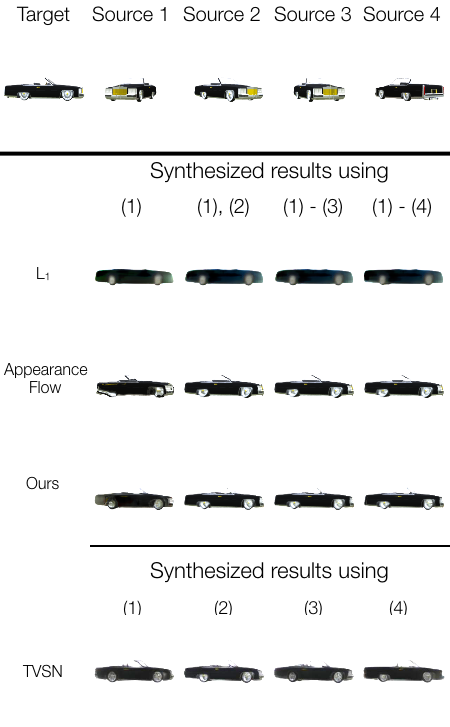 Target Source 1 Source 2 Source 3 Source 4
Synthesized results using
(1) (1), (2) (1) - (3) (1) - (4)
L₁
Appearance
Flow
Ours
Synthesized results using
(1) (2) (3) (4)
TVSN